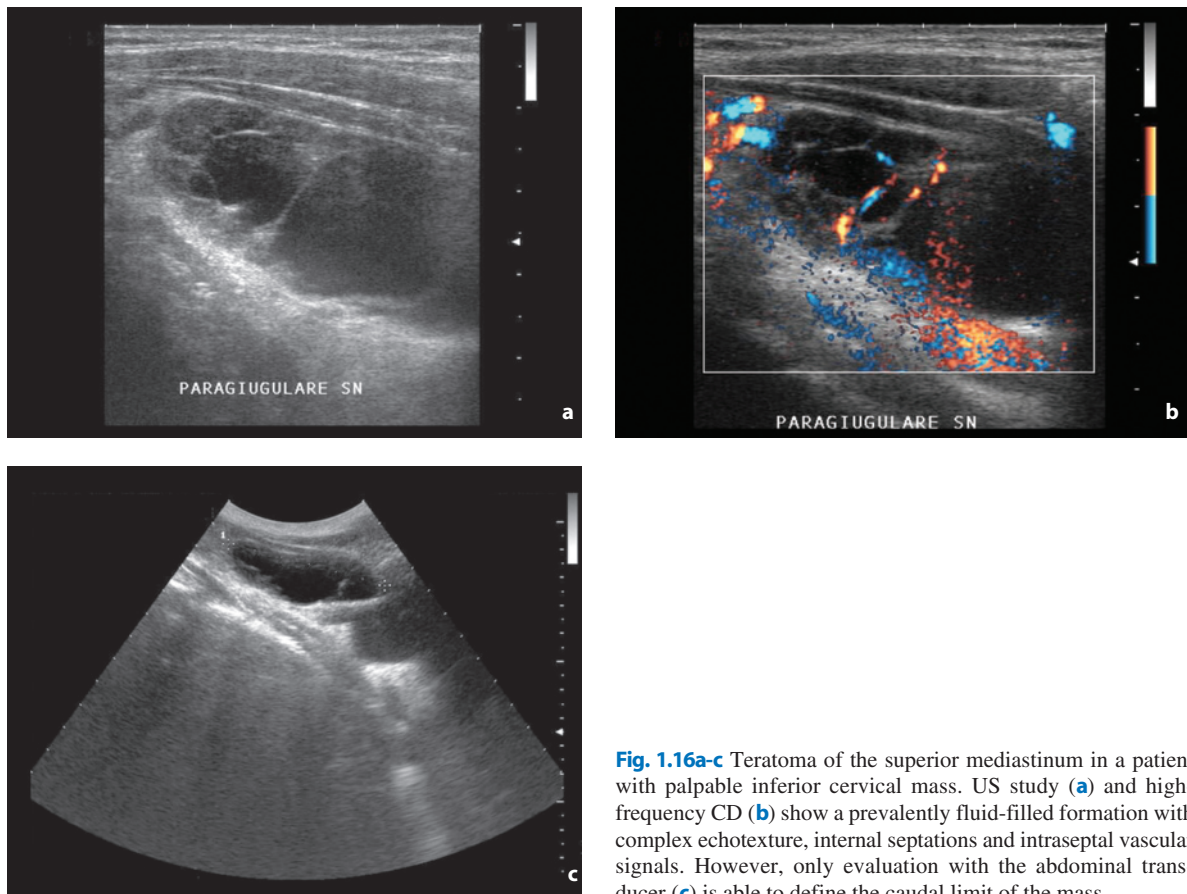 PARAGIUGULARE SN
a
PARAGIUGULARE SN
b
c
Fig. 1.16a-c Teratoma of the superior mediastinum in a patien
with palpable inferior cervical mass. US study (a) and high
frequency CD (b) show a prevalently fluid-filled formation with
complex echotexture, internal septations and intraseptal vascula
signals. However, only evaluation with the abdominal trans
ducer (c) is able to define the caudal limit of the mass